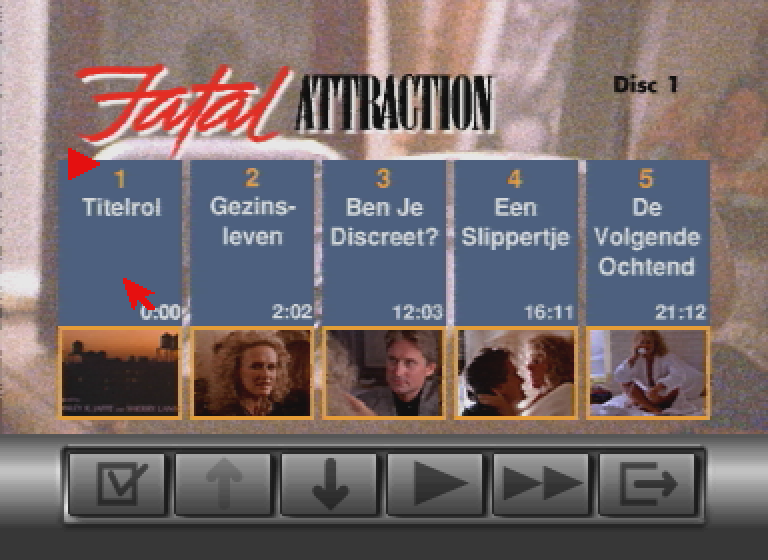 Fatal ATTRACTION
Disc 1
1
Titelrol
0:00
2
Gezins-
leven
2:02
3
Ben Je
Discreet?
12:03
4
Een
Slippertje
16:11
5
De
Volgende
Ochtend
21:12